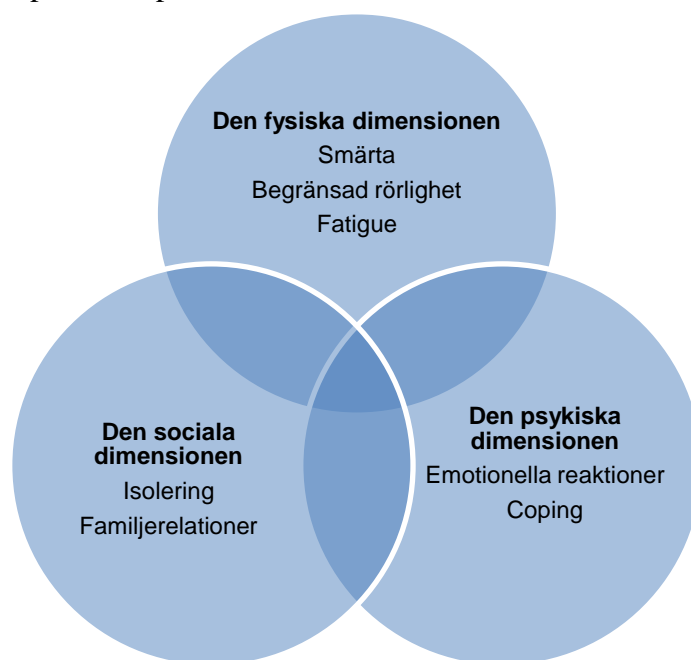 Den fysiska dimensionen
Smärta
Begränsad rörlighet
Fatigue
Den sociala
dimensionen
Isolering
Familjerelationer
Den psykiska
dimensionen
Emotionella reaktioner
Coping